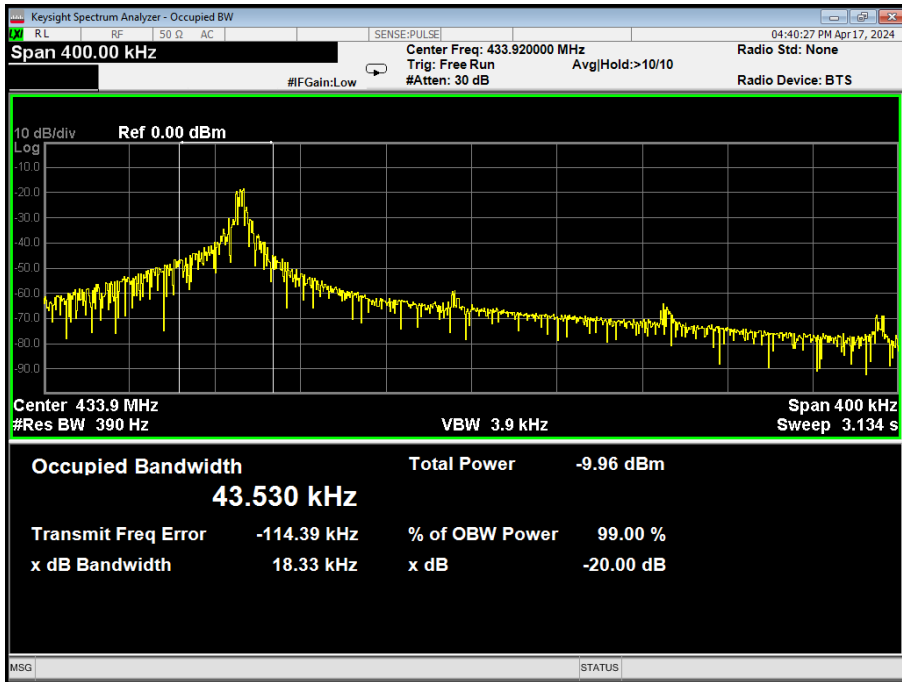 Keysight Spectrum Analyzer - Occupied BW
LXI RL RF 50 Ω AC SENSE:PULSE 04:40:27 PM Apr 17, 2024
Span 400.00 kHz Center Freq: 433.920000 MHz Radio Std: None
Trig: Free Run Avg|Hold:>10/10
#IFGain:Low #Atten: 30 dB Radio Device: BTS
10 dB/div Ref 0.00 dBm
Log
-10.0
-20.0
-30.0
-40.0
-50.0
-60.0
-70.0
-80.0
-90.0
Center 433.9 MHz Span 400 kHz
#Res BW 390 Hz VBW 3.9 kHz Sweep 3.134 s
Occupied Bandwidth Total Power -9.96 dBm
43.530 kHz
Transmit Freq Error -114.39 kHz % of OBW Power 99.00 %
x dB Bandwidth 18.33 kHz x dB -20.00 dB
MSG STATUS